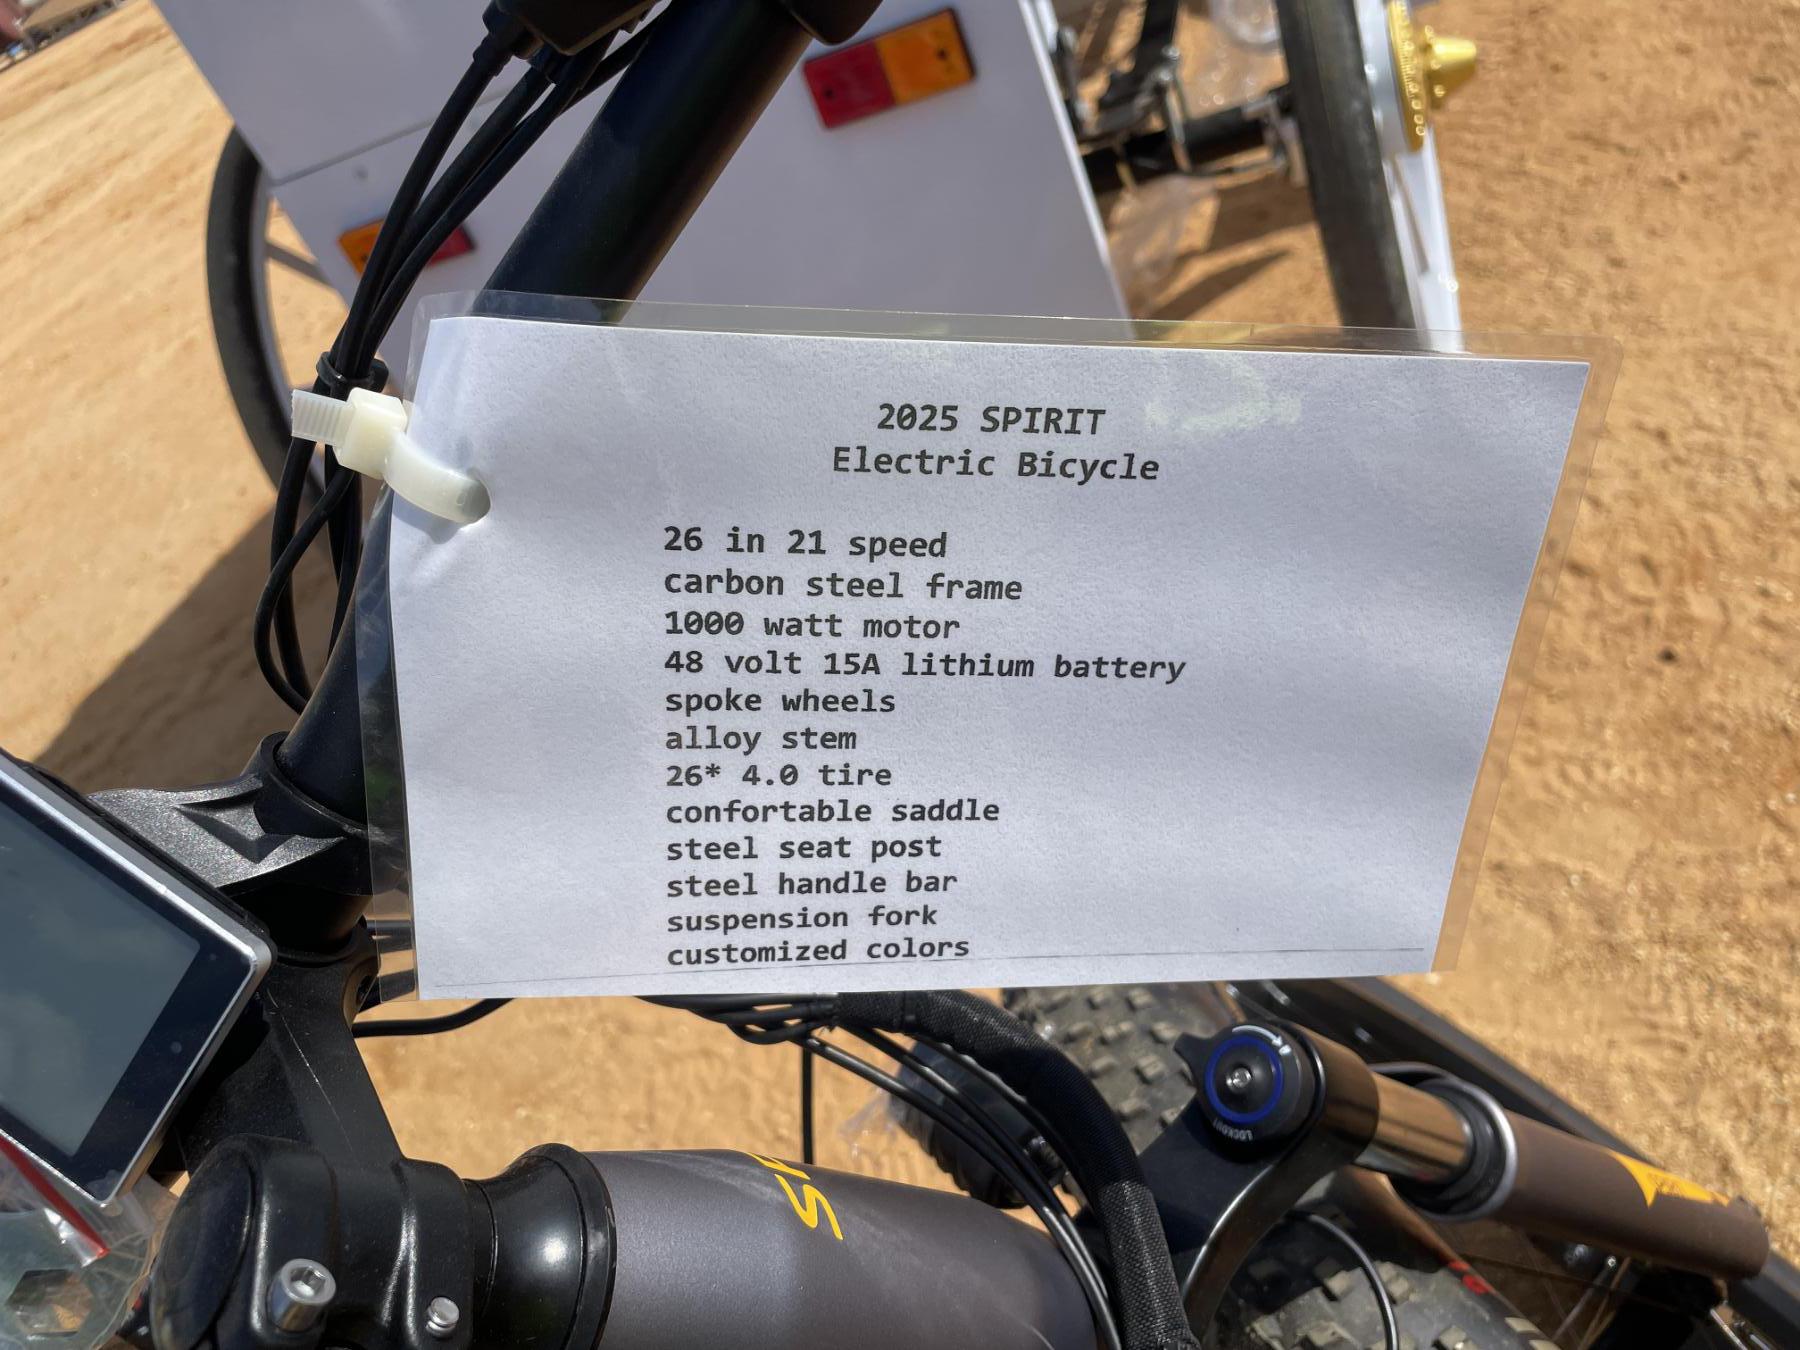 2025 SPIRIT
Electric Bicycle
26 in 21 speed
carbon steel frame
1000 watt motor
48 volt 15A lithium battery
spoke wheels
alloy stem
26* 4.0 tire
confortable saddle
steel seat post
steel handle bar
suspension fork
customized colors
LOCKOUT